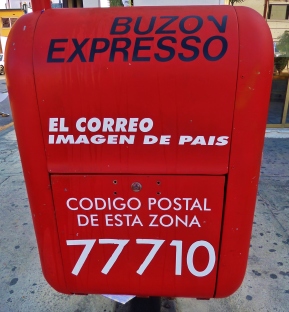 BUZON
EXPRESSO
EL CORREO
IMAGEN DE PAIS
CODIGO POSTAL
DE ESTA ZONA
77710